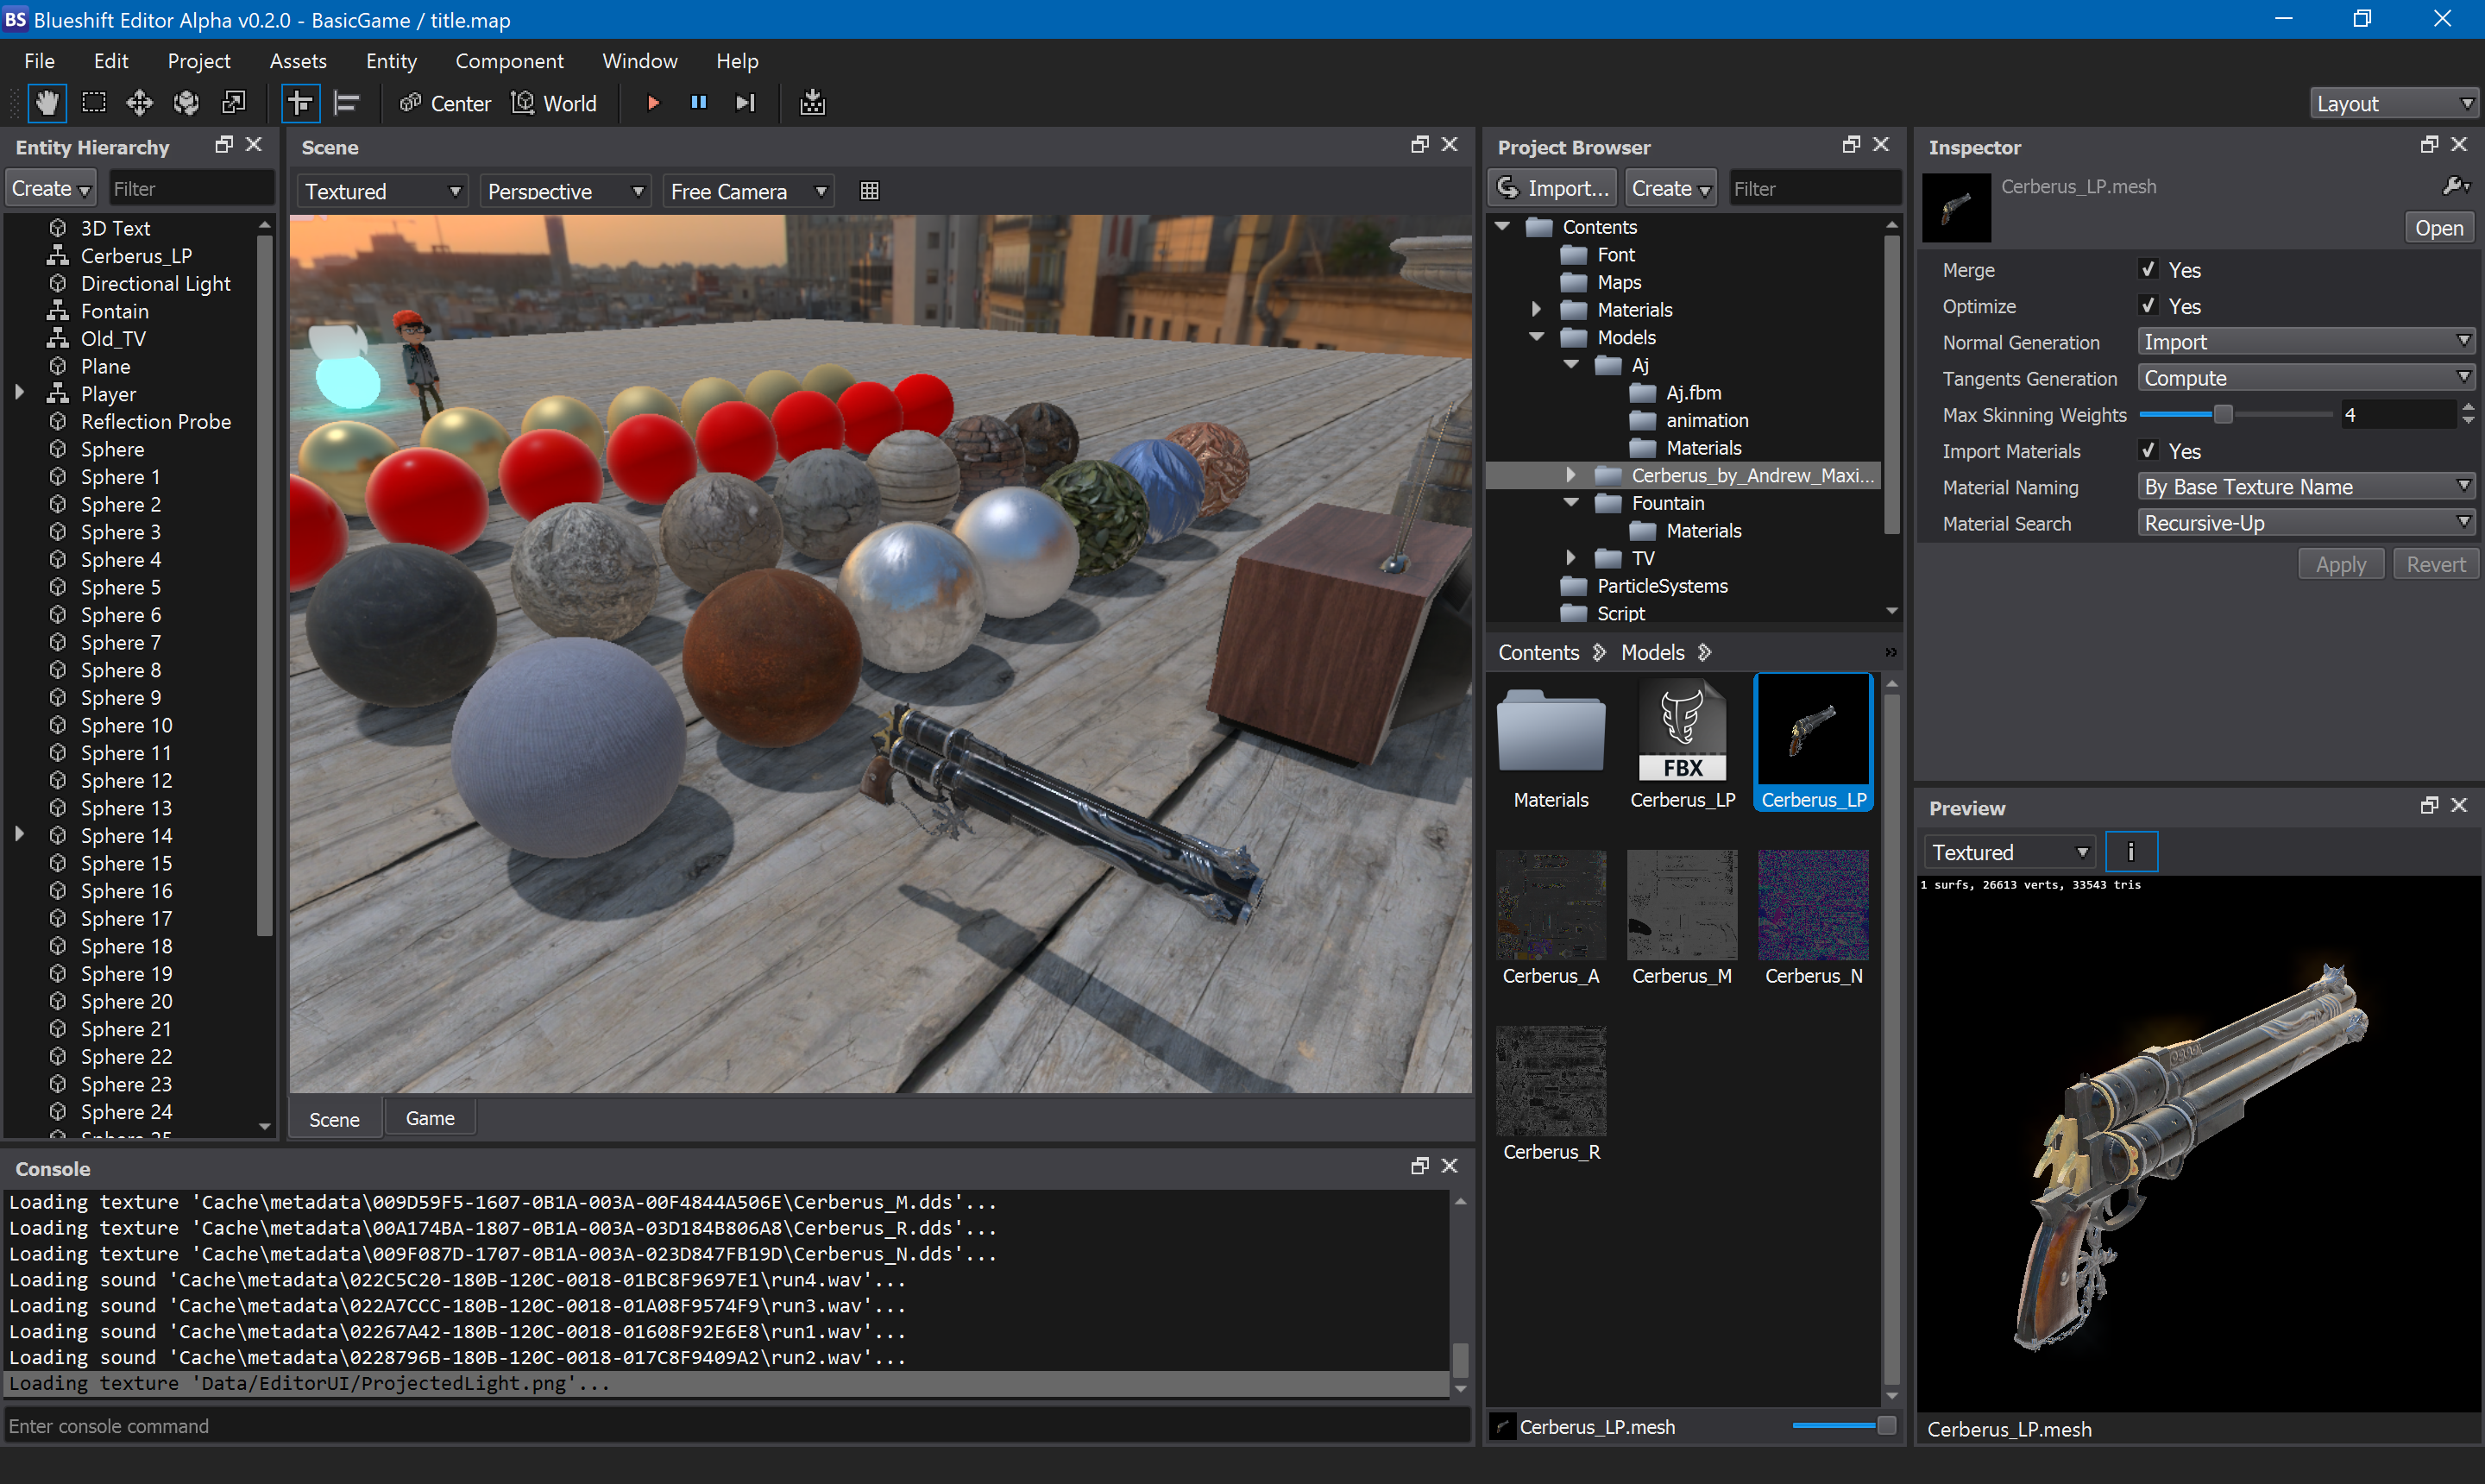 BS Blueshift Editor Alpha v0.2.0 - BasicGame / title.map
File Edit Project Assets Entity Component Window Help
Center World Layout
Entity Hierarchy
Create Filter
3D Text
Cerberus_LP
Directional Light
Fontain
Old_TV
Plane
Player
Reflection Probe
Sphere
Sphere 1
Sphere 2
Sphere 3
Sphere 4
Sphere 5
Sphere 6
Sphere 7
Sphere 8
Sphere 9
Sphere 10
Sphere 11
Sphere 12
Sphere 13
Sphere 14
Sphere 15
Sphere 16
Sphere 17
Sphere 18
Sphere 19
Sphere 20
Sphere 21
Sphere 22
Sphere 23
Sphere 24
Sphere 25
Scene
Textured Perspective Free Camera
Scene Game
Console
Loading texture 'Cache\metadata\009D59F5-1607-0B1A-003A-00F4844A506E\Cerberus_M.dds'...
Loading texture 'Cache\metadata\00A174BA-1807-0B1A-003A-03D184B806A8\Cerberus_R.dds'...
Loading texture 'Cache\metadata\009F087D-1707-0B1A-003A-023D847FB19D\Cerberus_N.dds'...
Loading sound 'Cache\metadata\022C5C20-180B-120C-0018-01BC8F9697E1\run4.wav'...
Loading sound 'Cache\metadata\022A7CCC-180B-120C-0018-01A08F9574F9\run3.wav'...
Loading sound 'Cache\metadata\02267A42-180B-120C-0018-01608F92E6E8\run1.wav'...
Loading sound 'Cache\metadata\0228796B-180B-120C-0018-017C8F9409A2\run2.wav'...
Loading texture 'Data/EditorUI/ProjectedLight.png'...
Enter console command
Project Browser
Import... Create Filter
Contents
Font
Maps
Materials
Models
Aj
Aj.fbm
animation
Materials
Cerberus_by_Andrew_Maxi...
Fountain
Materials
TV
ParticleSystems
Script
Contents Models
FBX
Materials Cerberus_LP Cerberus_LP
Cerberus_A Cerberus_M Cerberus_N
Cerberus_R
Cerberus_LP.mesh
Inspector
Cerberus_LP.mesh
Open
Merge Yes
Optimize Yes
Normal Generation Import
Tangents Generation Compute
Max Skinning Weights 4
Import Materials Yes
Material Naming By Base Texture Name
Material Search Recursive-Up
Apply Revert
Preview
Textured i
1 surfs, 26613 verts, 33543 tris
Cerberus_LP.mesh